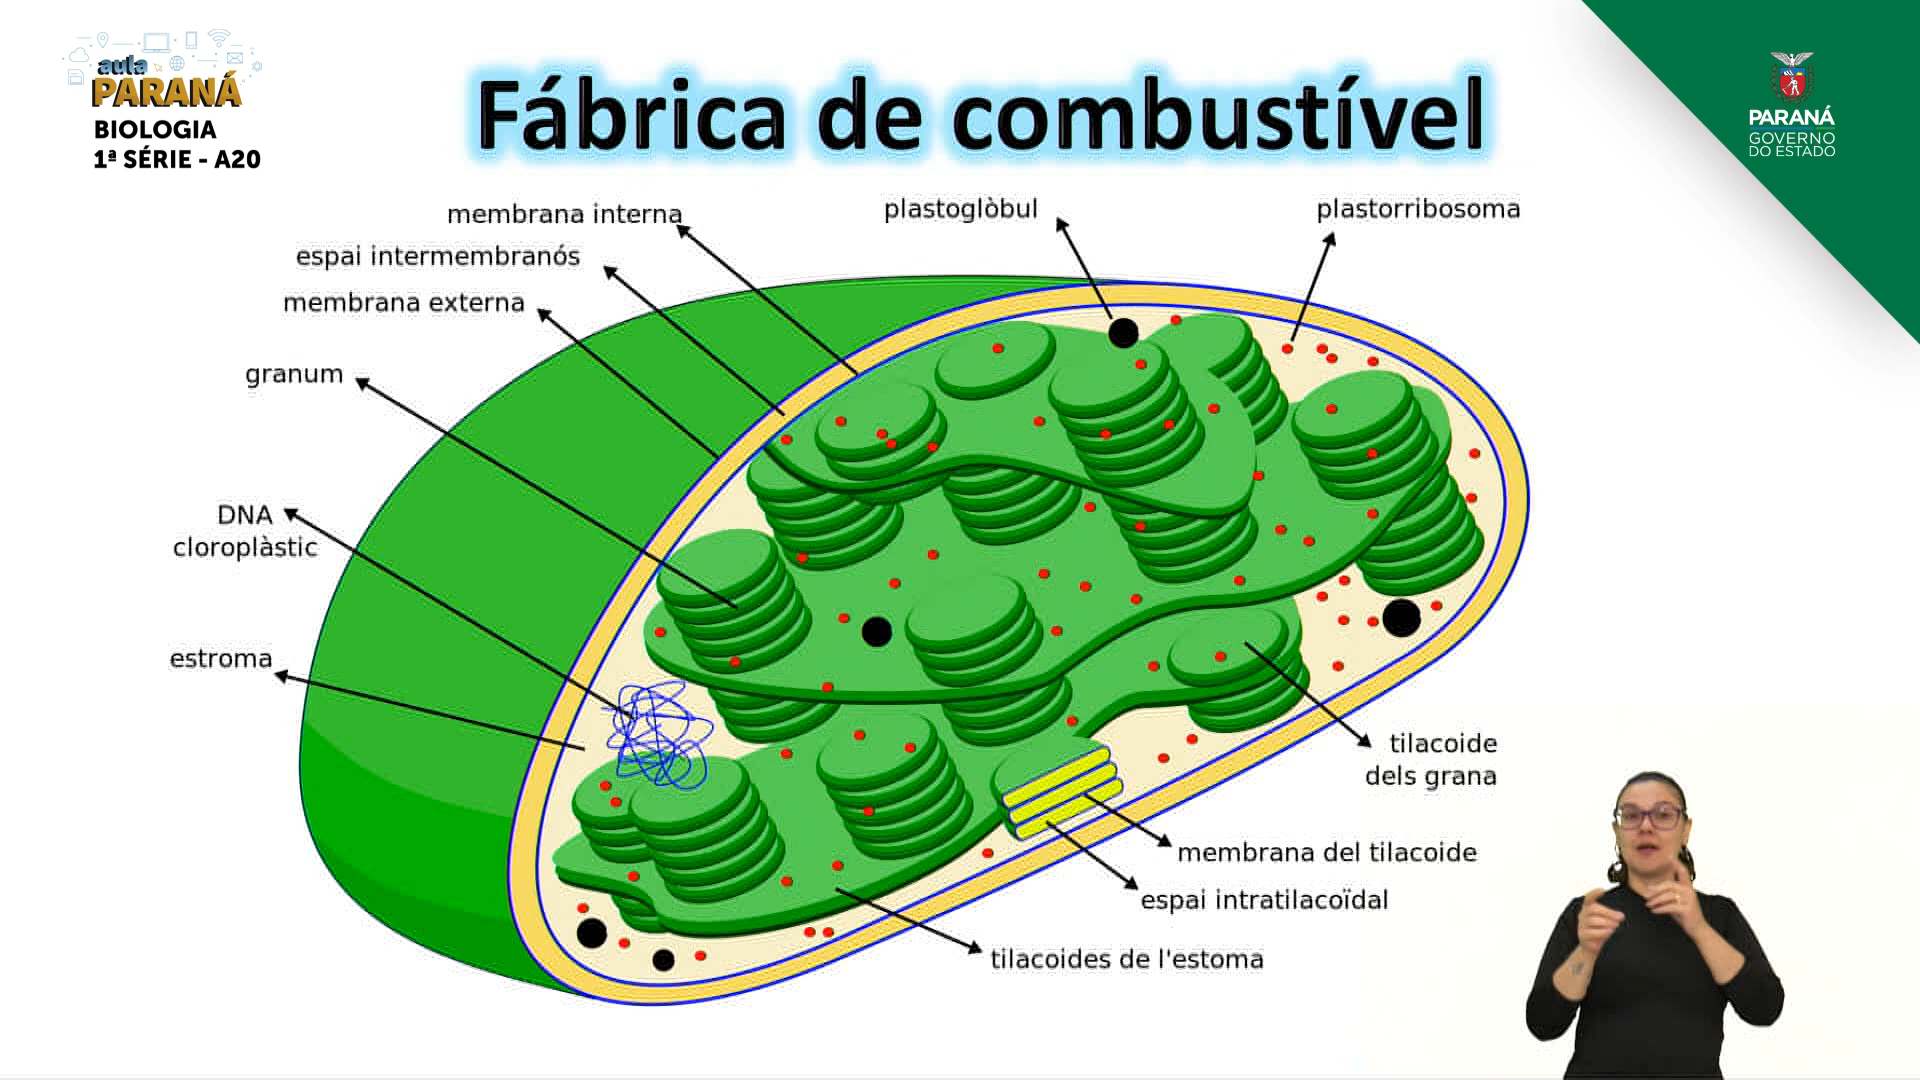 aula
PARANÁ
BIOLOGIA
1ª SÉRIE - A20
Fábrica de combustível
PARANÁ
GOVERNO
DO ESTADO
membrana interna
plastoglòbul
plastorribosoma
espai intermembranós
membrana externa
granum
DNA
cloroplàstic
estroma
tilacoide
dels grana
membrana del tilacoide
espai intratilacoïdal
tilacoides de l'estoma